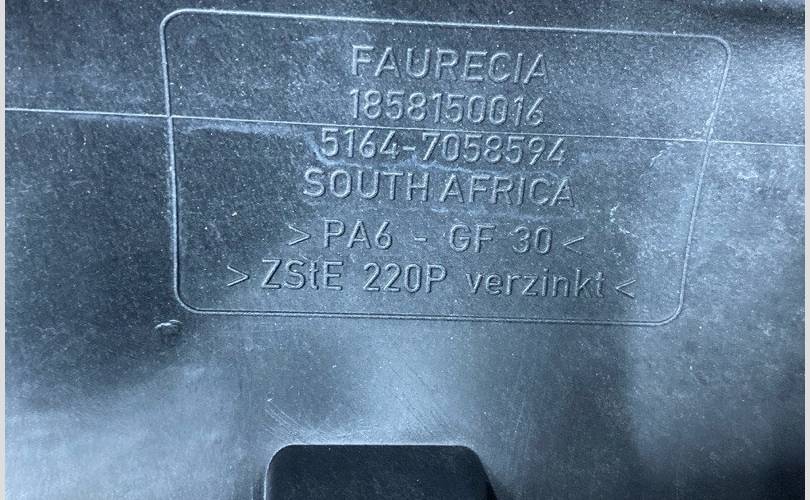 FAURECIA
1858150016
5164-7058594
SOUTH AFRICA
>PA6 - GF 30<
>ZStE 220P verzinkt<